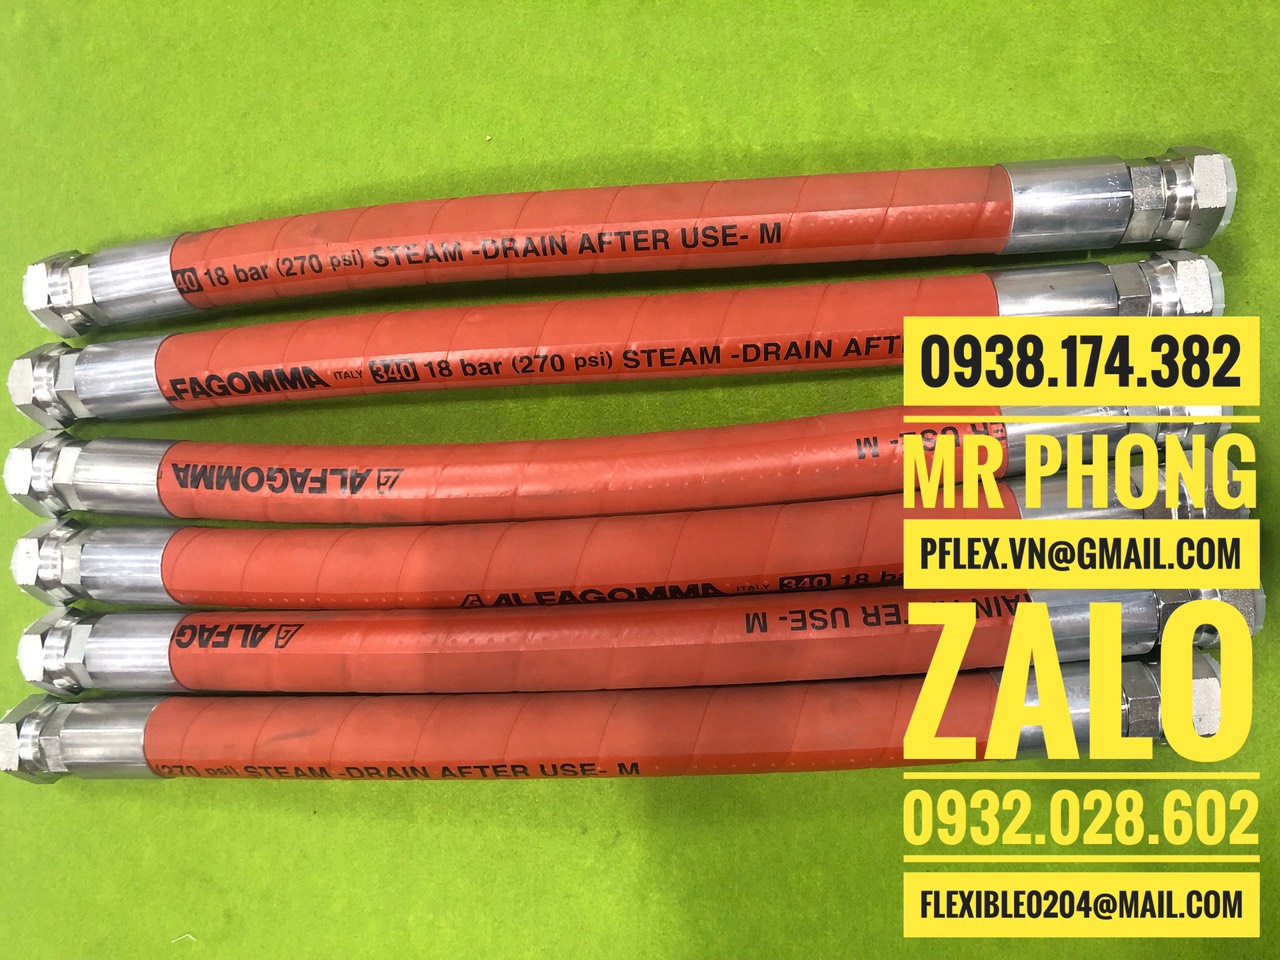 40 18 bar (270 psi) STEAM -DRAIN AFTER USE- M
LFAGOMMA ITALY 340 18 bar (270 psi) STEAM -DRAIN AFT
ALFAGOMMA
ER USE- M
ALFAGOMMA ITALY 340 18 ba
ALFAG
AIN AFTER USE- M
(270 psi) STEAM -DRAIN AFTER USE- M
0938.174.382
MR PHONG
PFLEX.VN@GMAIL.COM
ZALO
0932.028.602
FLEXIBLE0204@MAIL.COM